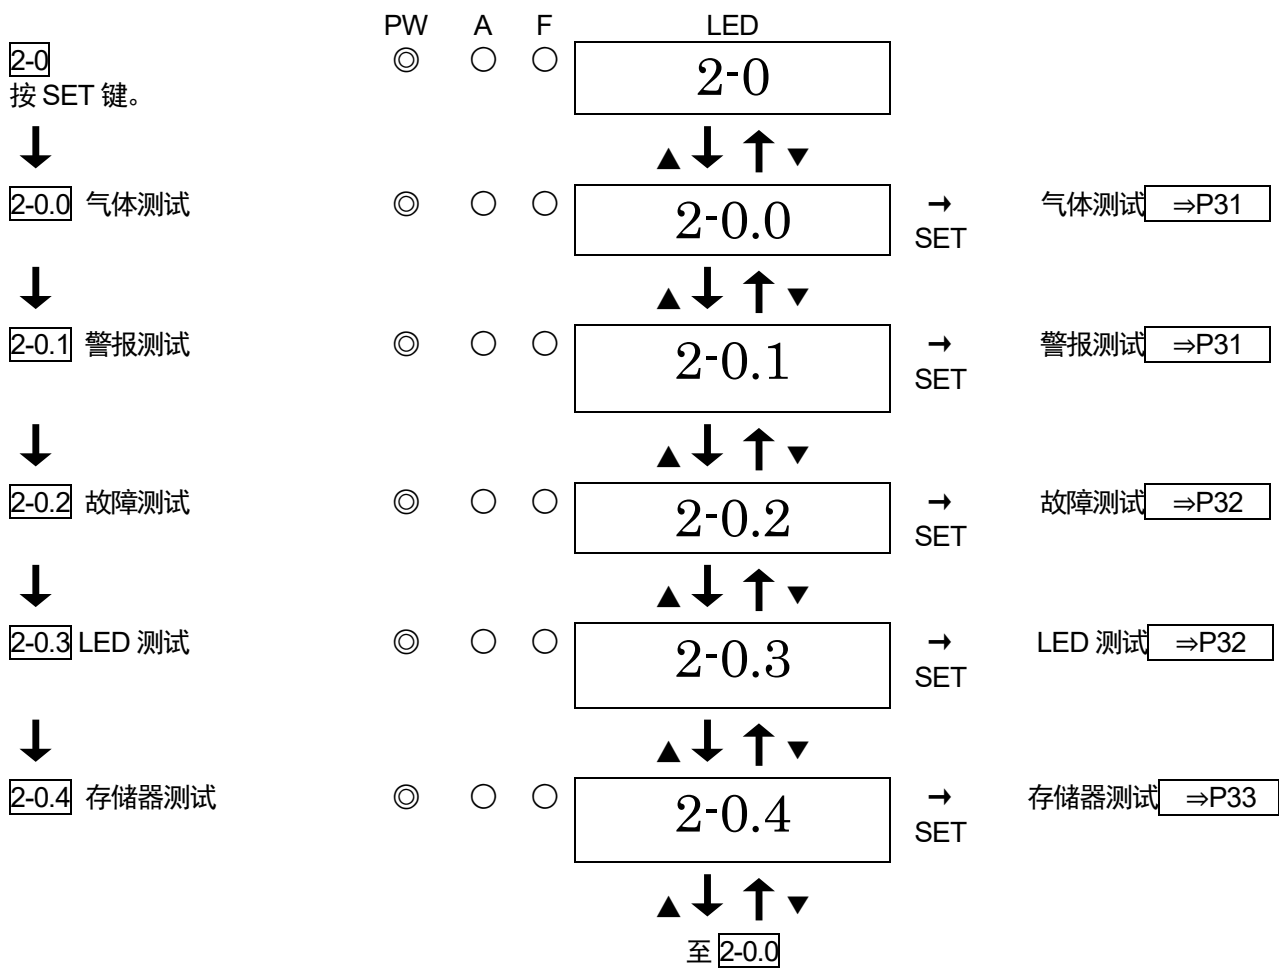 PW A F LED
2-0 ◎ ○ ○ 2-0
按 SET 键。
↓ ▲ ↓ ↑ ▼
2-0.0 气体测试 ◎ ○ ○ 2-0.0 → 气体测试 ⇒P31
SET
↓ ▲ ↓ ↑ ▼
2-0.1 警报测试 ◎ ○ ○ 2-0.1 → 警报测试 ⇒P31
SET
↓ ▲ ↓ ↑ ▼
2-0.2 故障测试 ◎ ○ ○ 2-0.2 → 故障测试 ⇒P32
SET
↓ ▲ ↓ ↑ ▼
2-0.3 LED 测试 ◎ ○ ○ 2-0.3 → LED 测试 ⇒P32
SET
↓ ▲ ↓ ↑ ▼
2-0.4 存储器测试 ◎ ○ ○ 2-0.4 → 存储器测试 ⇒P33
SET
▲ ↓ ↑ ▼
至 2-0.0